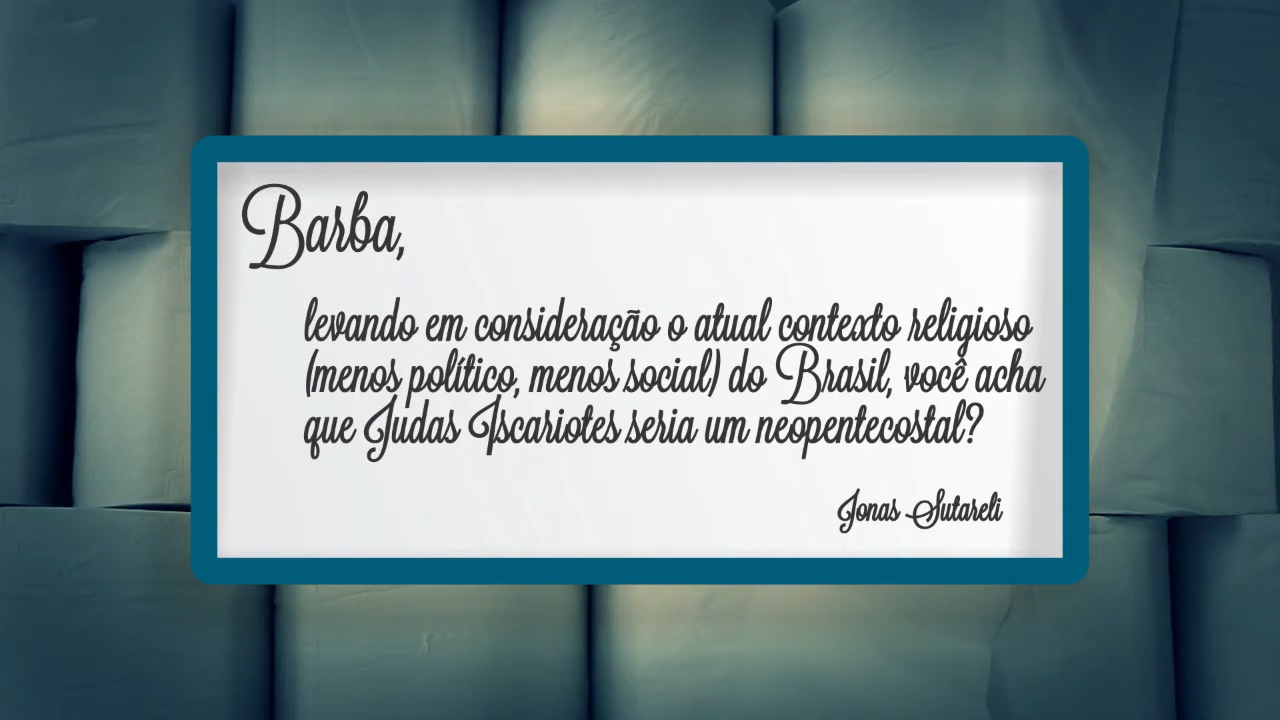 Barba,
levando em consideração o atual contexto religioso
(menos político, menos social) do Brasil, você acha
que Judas Iscariotes seria um neopentecostal?
Jonas Sutareli